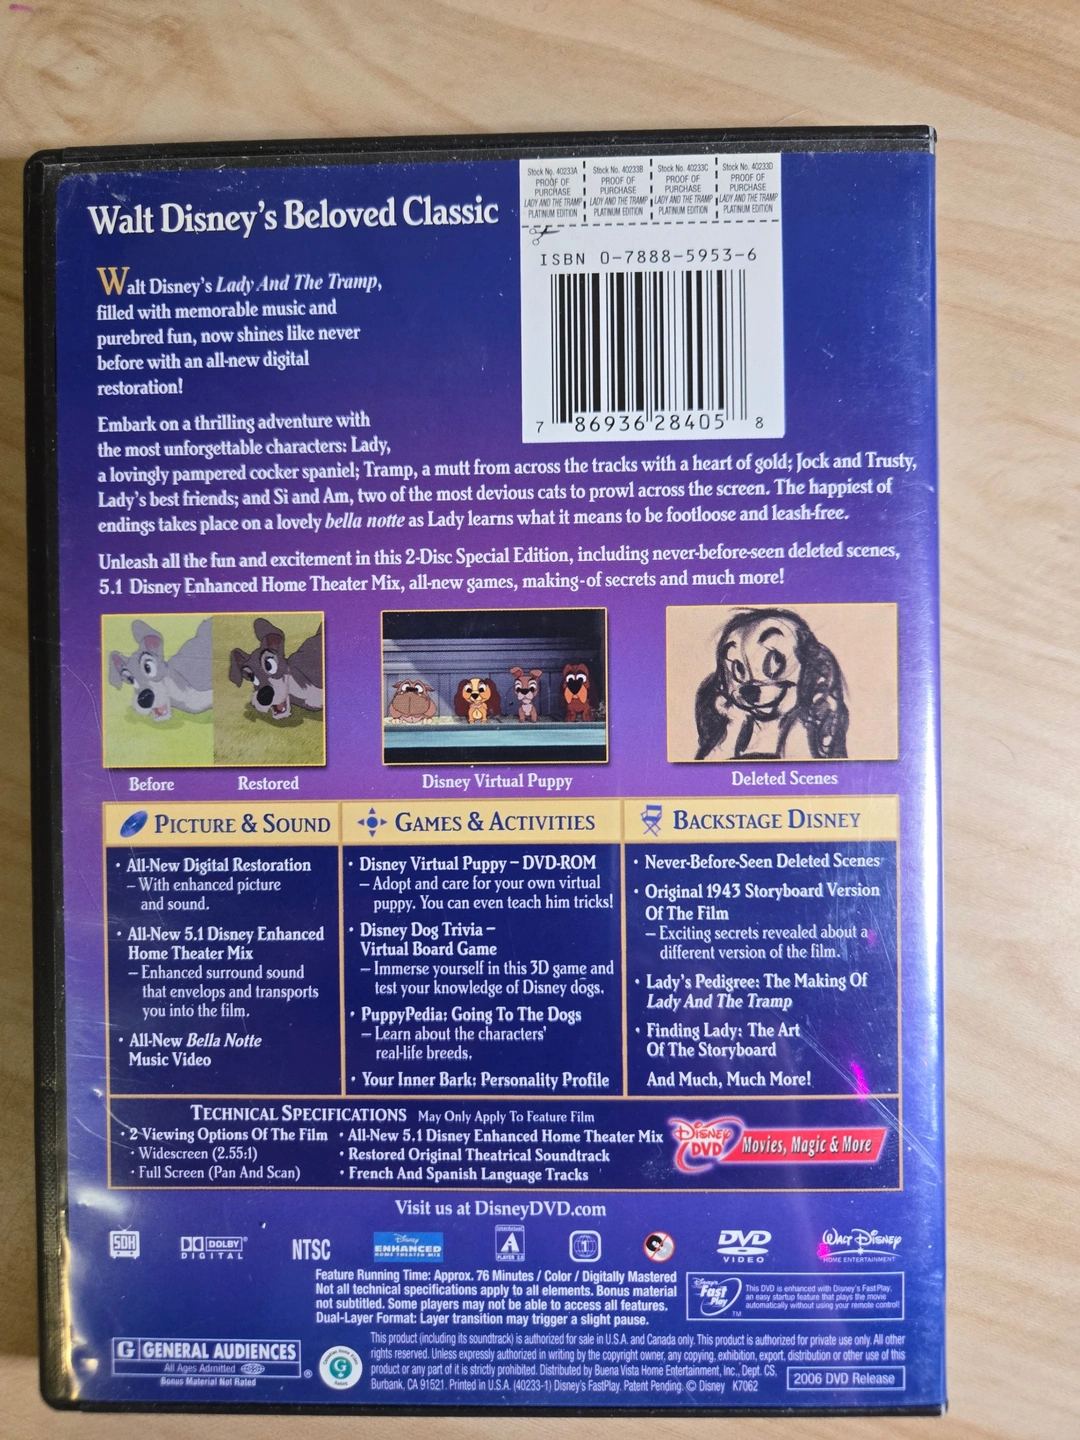 Stock No. 40233A Stock No. 40233B Stock No. 40233C Stock No. 40233D
PROOF OF PROOF OF PROOF OF PROOF OF
PURCHASE PURCHASE PURCHASE PURCHASE
LADY AND THE TRAMP LADY AND THE TRAMP LADY AND THE TRAMP LADY AND THE TRAMP
PLATINUM EDITION PLATINUM EDITION PLATINUM EDITION PLATINUM EDITION
Walt Disney's Beloved Classic
ISBN 0-7888-5953-6
7 86936 28405 8
Walt Disney's Lady And The Tramp,
filled with memorable music and
purebred fun, now shines like never
before with an all-new digital
restoration!
Embark on a thrilling adventure with
the most unforgettable characters: Lady,
a lovingly pampered cocker spaniel; Tramp, a mutt from across the tracks with a heart of gold; Jock and Trusty,
Lady's best friends; and Si and Am, two of the most devious cats to prowl across the screen. The happiest of
endings takes place on a lovely bella notte as Lady learns what it means to be footloose and leash-free.
Unleash all the fun and excitement in this 2-Disc Special Edition, including never-before-seen deleted scenes,
5.1 Disney Enhanced Home Theater Mix, all-new games, making-of secrets and much more!
Before Restored
Disney Virtual Puppy
Deleted Scenes
PICTURE & SOUND
• All-New Digital Restoration
– With enhanced picture
and sound.
• All-New 5.1 Disney Enhanced
Home Theater Mix
– Enhanced surround sound
that envelops and transports
you into the film.
• All-New Bella Notte
Music Video
GAMES & ACTIVITIES
• Disney Virtual Puppy – DVD-ROM
– Adopt and care for your own virtual
puppy. You can even teach him tricks!
• Disney Dog Trivia –
Virtual Board Game
– Immerse yourself in this 3D game and
test your knowledge of Disney dogs.
• PuppyPedia: Going To The Dogs
– Learn about the characters'
real-life breeds.
• Your Inner Bark: Personality Profile
BACKSTAGE DISNEY
• Never-Before-Seen Deleted Scenes
• Original 1943 Storyboard Version
Of The Film
– Exciting secrets revealed about a
different version of the film.
• Lady's Pedigree: The Making Of
Lady And The Tramp
• Finding Lady: The Art
Of The Storyboard
And Much, Much More!
TECHNICAL SPECIFICATIONS May Only Apply To Feature Film
• 2 Viewing Options Of The Film
• Widescreen (2.55:1)
• Full Screen (Pan And Scan)
• All-New 5.1 Disney Enhanced Home Theater Mix
• Restored Original Theatrical Soundtrack
• French And Spanish Language Tracks
Disney DVD Movies, Magic & More
Visit us at DisneyDVD.com
SDH
DOLBY DIGITAL
NTSC
Disney ENHANCED HOME THEATER MIX
A PLAYER 2.0
1
DVD VIDEO
WALT DISNEY HOME ENTERTAINMENT
Feature Running Time: Approx. 76 Minutes / Color / Digitally Mastered
Not all technical specifications apply to all elements. Bonus material
not subtitled. Some players may not be able to access all features.
Dual-Layer Format: Layer transition may trigger a slight pause.
Disney's Fast Play TM
This DVD is enhanced with Disney's FastPlay,
an easy startup feature that plays the movie
automatically without using your remote control!
G GENERAL AUDIENCES
All Ages Admitted
Bonus Material Not Rated
G
This product (including its soundtrack) is authorized for sale in U.S.A. and Canada only. This product is authorized for private use only. All other
rights reserved. Unless expressly authorized in writing by the copyright owner, any copying, exhibition, export, distribution or other use of this
product or any part of it is strictly prohibited. Distributed by Buena Vista Home Entertainment, Inc., Dept. CS,
Burbank, CA 91521. Printed in U.S.A. (40233-1) Disney's FastPlay. Patent Pending. © Disney K7062
2006 DVD Release